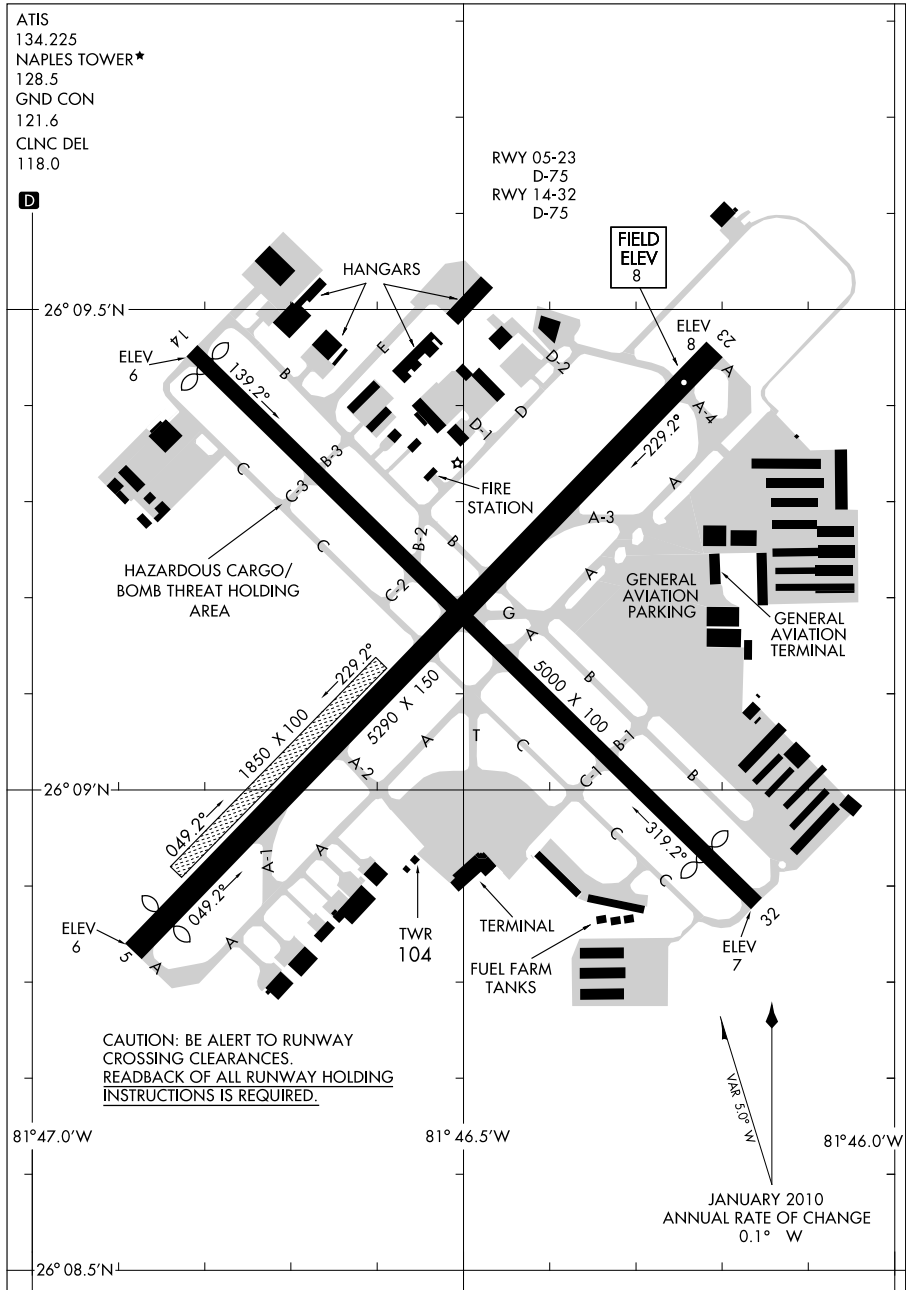 ATIS
134.225
NAPLES TOWER★
128.5
GND CON
121.6
CLNC DEL
118.0
D
RWY 05-23
D-75
RWY 14-32
D-75
FIELD
ELEV
8
HANGARS
26° 09.5'N
14
ELEV
6
139.2°
B
E
D-2
ELEV
8
23
A
A-4
D
D-1
229.2°
B-3
C
C-3
FIRE
STATION
A
A-3
HAZARDOUS CARGO/
BOMB THREAT HOLDING
AREA
C
B-2
B
C-2
A
GENERAL
AVIATION
PARKING
GENERAL
AVIATION
TERMINAL
G
A
B
229.2°
1850 X 100
049.2°
5290 X 150
5000 X 100
A
T
C
B-1
B
A-2
C-1
26° 09'N
A-1
A
049.2°
C
319.2°
C
ELEV
6
5
A
A
TWR
104
TERMINAL
FUEL FARM
TANKS
32
ELEV
7
CAUTION: BE ALERT TO RUNWAY
CROSSING CLEARANCES.
READBACK OF ALL RUNWAY HOLDING
INSTRUCTIONS IS REQUIRED.
VAR 5.0° W
81°47.0'W
81° 46.5'W
81°46.0'W
JANUARY 2010
ANNUAL RATE OF CHANGE
0.1° W
26° 08.5'N